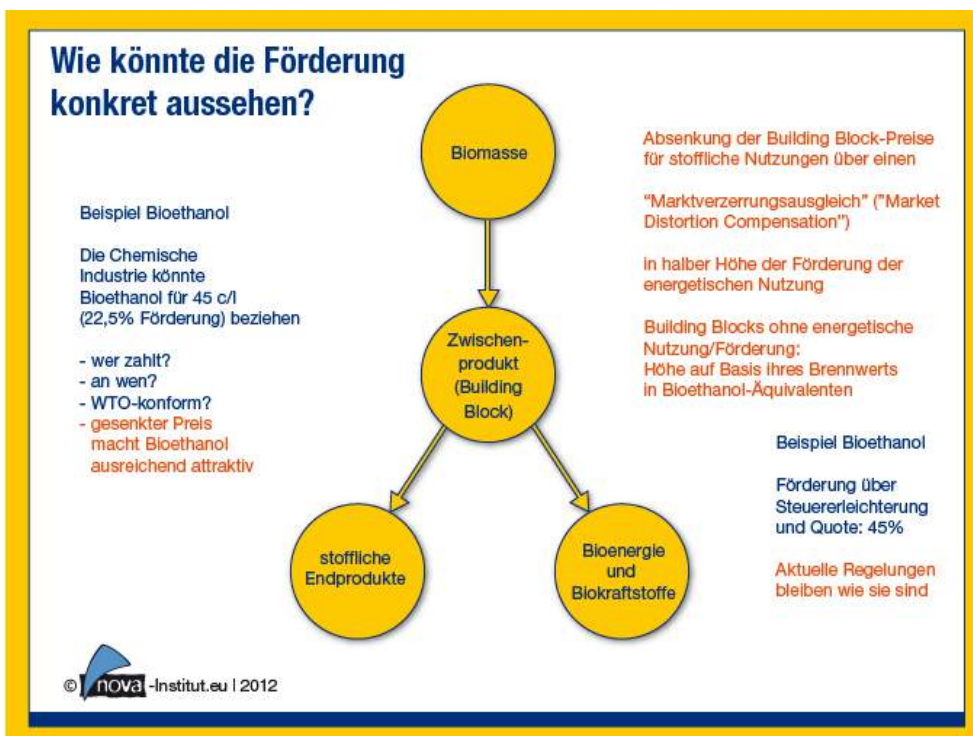 Wie könnte die Förderung
konkret aussehen?
Biomasse
Absenkung der Building Block-Preise
für stoffliche Nutzungen über einen
“Marktverzerrungsausgleich” (”Market
Distortion Compensation”)
in halber Höhe der Förderung der
energetischen Nutzung
Building Blocks ohne energetische
Nutzung/Förderung:
Höhe auf Basis ihres Brennwerts
in Bioethanol-Äquivalenten
Beispiel Bioethanol
Die Chemische
Industrie könnte
Bioethanol für 45 c/l
(22,5% Förderung) beziehen
- wer zahlt?
- an wen?
- WTO-konform?
- gesenkter Preis
macht Bioethanol
ausreichend attraktiv
Zwischen-
produkt
(Building
Block)
Beispiel Bioethanol
Förderung über
Steuererleichterung
und Quote: 45%
Aktuelle Regelungen
bleiben wie sie sind
stoffliche
Endprodukte
Bioenergie
und
Biokraftstoffe
© nova-Institut.eu | 2012